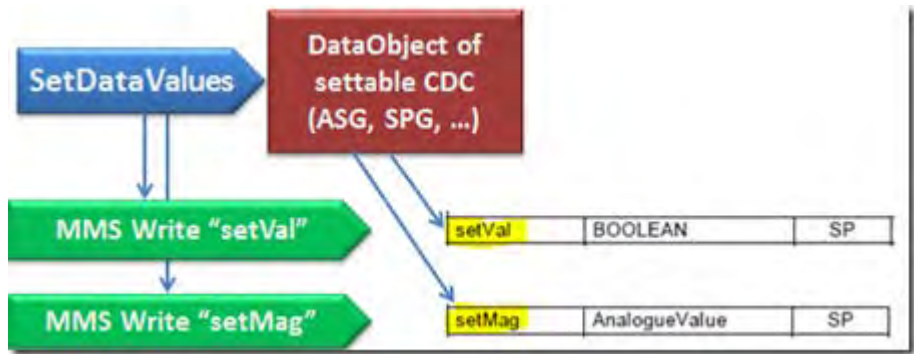 DataObject of
settable CDC
(ASG, SPG, ...)
SetDataValues
MMS Write “setVal”
setVal BOOLEAN SP
MMS Write “setMag”
setMag AnalogueValue SP